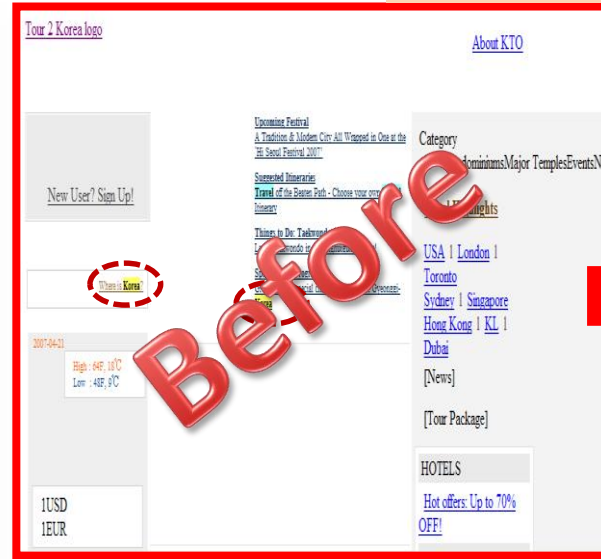 Tour 2 Korea logo
About KTO
New User? Sign Up!
Where is Korea?
2007-04-21
High : 64F, 18℃
Low : 48F, 9℃
1USD
1EUR
Upcoming Festival
A Tradition & Modern City All Wrapped in One at the
'Hi Seoul Festival 2007'
Suggested Itineraries
Travel off the Beaten Path - Choose your own
Itinerary
Things to Do: Taekwondo
Korea
Before
Category
TemplesEventsN
USA l London l
Toronto
Sydney l Singapore
Hong Kong l KL l
Dubai
[News]
[Tour Package]
HOTELS
Hot offers: Up to 70%
OFF!